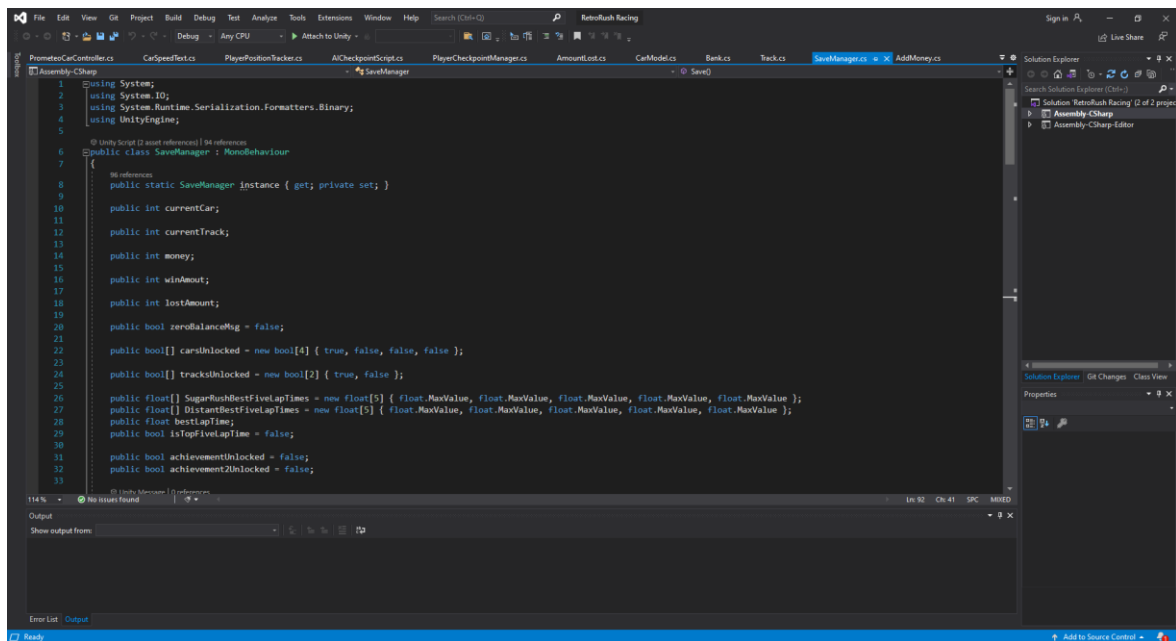 File Edit View Git Project Build Debug Test Analyze Tools Extensions Window Help Search (Ctrl+Q) RetroRush Racing Sign in
Debug Any CPU Attach to Unity Live Share
PrometeoCarController.cs CarSpeedText.cs PlayerPositionTracker.cs AICheckpointScript.cs PlayerCheckpointManager.cs AmountLost.cs CarModel.cs Bank.cs Track.cs SaveManager.cs AddMoney.cs
Toolbox
Assembly-CSharp SaveManager Save()
1 using System;
2 using System.IO;
3 using System.Runtime.Serialization.Formatters.Binary;
4 using UnityEngine;
5
Unity Script (2 asset references) | 94 references
6 public class SaveManager : MonoBehaviour
7 {
96 references
8 public static SaveManager instance { get; private set; }
9
10 public int currentCar;
11
12 public int currentTrack;
13
14 public int money;
15
16 public int winAmout;
17
18 public int lostAmount;
19
20 public bool zeroBalanceMsg = false;
21
22 public bool[] carsUnlocked = new bool[4] { true, false, false, false };
23
24 public bool[] tracksUnlocked = new bool[2] { true, false };
25
26 public float[] SugarRushBestFiveLapTimes = new float[5] { float.MaxValue, float.MaxValue, float.MaxValue, float.MaxValue, float.MaxValue };
27 public float[] DistantBestFiveLapTimes = new float[5] { float.MaxValue, float.MaxValue, float.MaxValue, float.MaxValue, float.MaxValue };
28 public float bestLapTime;
29 public bool isTopFiveLapTime = false;
30
31 public bool achievementUnlocked = false;
32 public bool achievement2Unlocked = false;
33
Unity Message | 0 references
114 % No issues found Ln: 92 Ch: 41 SPC MIXED
Output
Show output from:
Error List Output
Ready Add to Source Control
Solution Explorer
Search Solution Explorer (Ctrl+;)
Solution 'RetroRush Racing' (2 of 2 projec
Assembly-CSharp
Assembly-CSharp-Editor
Solution Explorer Git Changes Class View
Properties